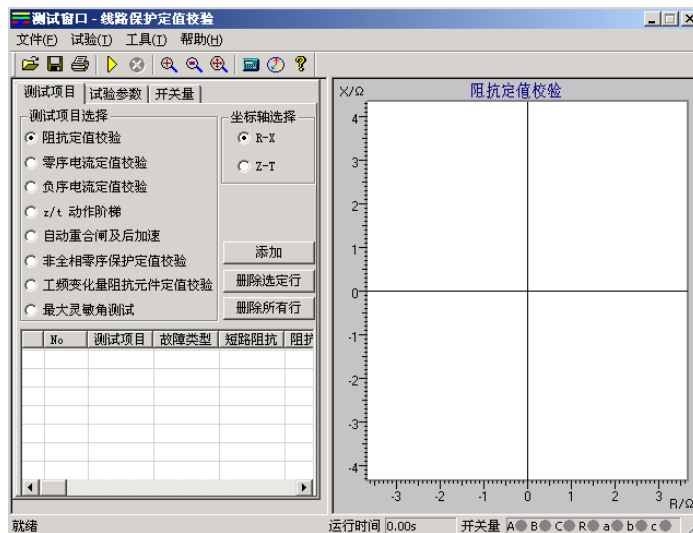 测试窗口 - 线路保护定值校验
文件(F) 试验(T) 工具(T) 帮助(H)
测试项目 试验参数 开关量
测试项目选择
阻抗定值校验
零序电流定值校验
负序电流定值校验
z/t 动作阶梯
自动重合闸及后加速
非全相零序保护定值校验
工频变化量阻抗元件定值校验
最大灵敏角测试
坐标轴选择
R-X
Z-T
添加
删除选定行
删除所有行
No 测试项目 故障类型 短路阻抗 阻抗
阻抗定值校验
X/Ω
4
3
2
1
0
-1
-2
-3
-4
-3 -2 -1 0 1 2 3
R/Ω
就绪 运行时间 0.00s 开关量 A B C R a b c